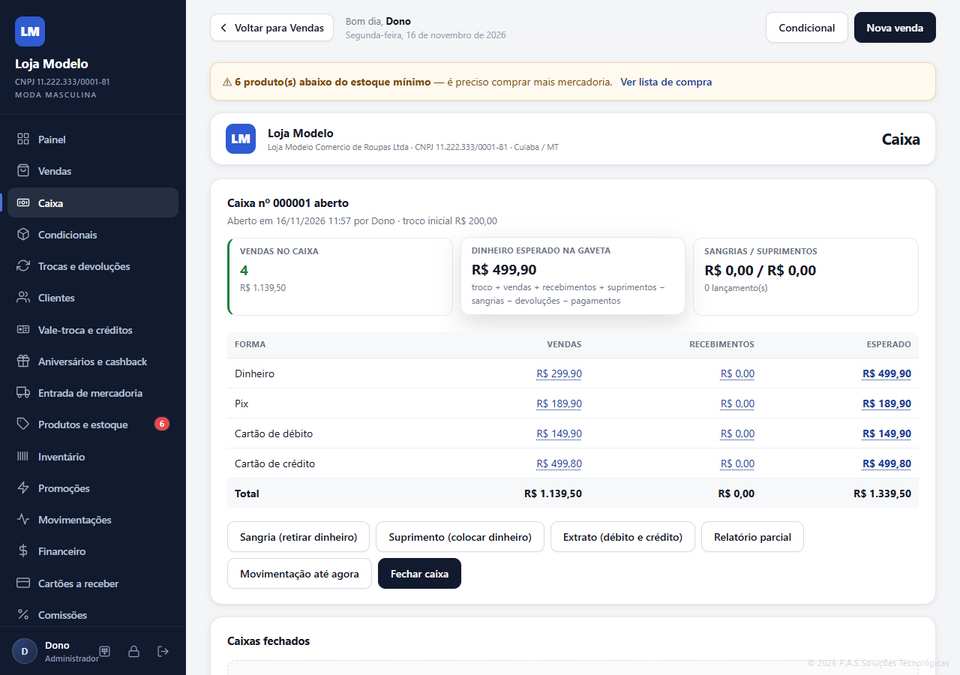 LM
Loja Modelo
CNPJ 11.222.333/0001-81
MODA MASCULINA
Painel
Vendas
Caixa
Condicionais
Trocas e devoluções
Clientes
Vale-troca e créditos
Aniversários e cashback
Entrada de mercadoria
Produtos e estoque 6
Inventário
Promoções
Movimentações
Financeiro
Cartões a receber
Comissões
D
Dono
Administrador
Voltar para Vendas
Bom dia, Dono
Segunda-feira, 16 de novembro de 2026
Condicional
Nova venda
⚠ 6 produto(s) abaixo do estoque mínimo — é preciso comprar mais mercadoria. Ver lista de compra
LM
Loja Modelo
Loja Modelo Comercio de Roupas Ltda · CNPJ 11.222.333/0001-81 · Cuiaba / MT
Caixa
Caixa nº 000001 aberto
Aberto em 16/11/2026 11:57 por Dono · troco inicial R$ 200,00
VENDAS NO CAIXA
4
R$ 1.139,50
DINHEIRO ESPERADO NA GAVETA
R$ 499,90
troco + vendas + recebimentos + suprimentos −
sangrias − devoluções − pagamentos
SANGRIAS / SUPRIMENTOS
R$ 0,00 / R$ 0,00
0 lançamento(s)
FORMA VENDAS RECEBIMENTOS ESPERADO
Dinheiro R$ 299,90 R$ 0,00 R$ 499,90
Pix R$ 189,90 R$ 0,00 R$ 189,90
Cartão de débito R$ 149,90 R$ 0,00 R$ 149,90
Cartão de crédito R$ 499,80 R$ 0,00 R$ 499,80
Total R$ 1.139,50 R$ 0,00 R$ 1.339,50
Sangria (retirar dinheiro)
Suprimento (colocar dinheiro)
Extrato (débito e crédito)
Relatório parcial
Movimentação até agora
Fechar caixa
Caixas fechados
© 2026 F.A.S Soluções Tecnológicas